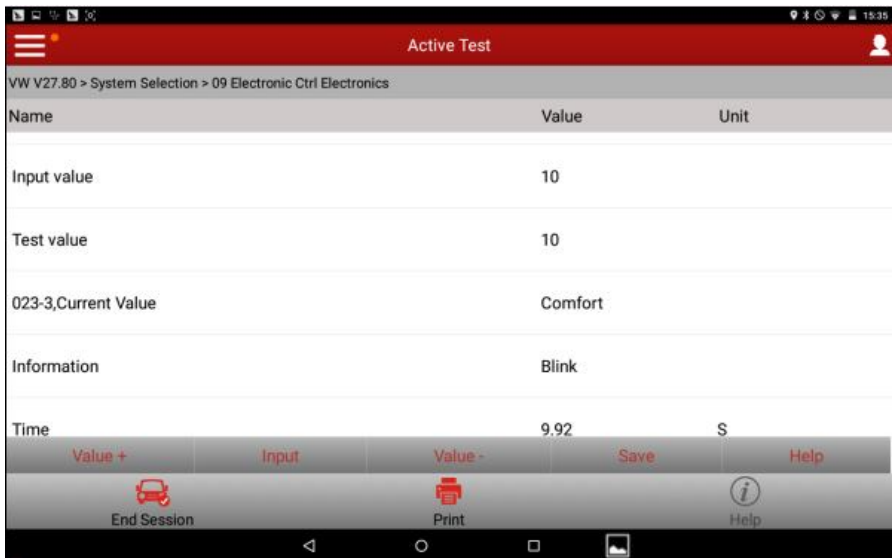 15:35
Active Test
VW V27.80 > System Selection > 09 Electronic Ctrl Electronics
Name Value Unit
Input value 10
Test value 10
023-3,Current Value Comfort
Information Blink
Time 9.92 S
Value + Input Value - Save Help
End Session Print Help